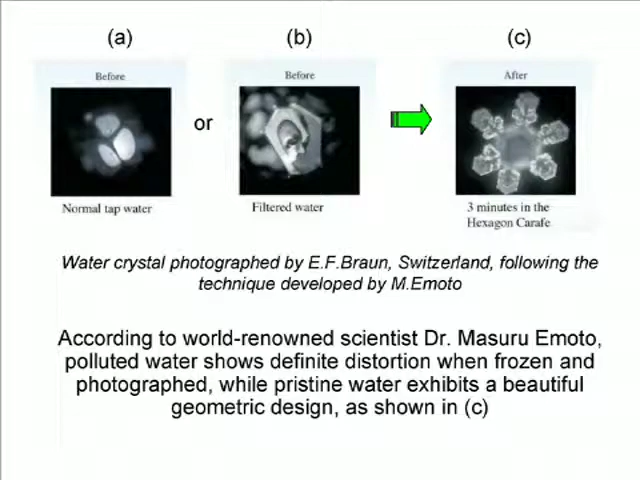 (a) (b) (c)
Before Before After
or
Normal tap water Filtered water 3 minutes in the
Hexagon Carafe
Water crystal photographed by E.F.Braun, Switzerland, following the
technique developed by M.Emoto
According to world-renowned scientist Dr. Masuru Emoto,
polluted water shows definite distortion when frozen and
photographed, while pristine water exhibits a beautiful
geometric design, as shown in (c)